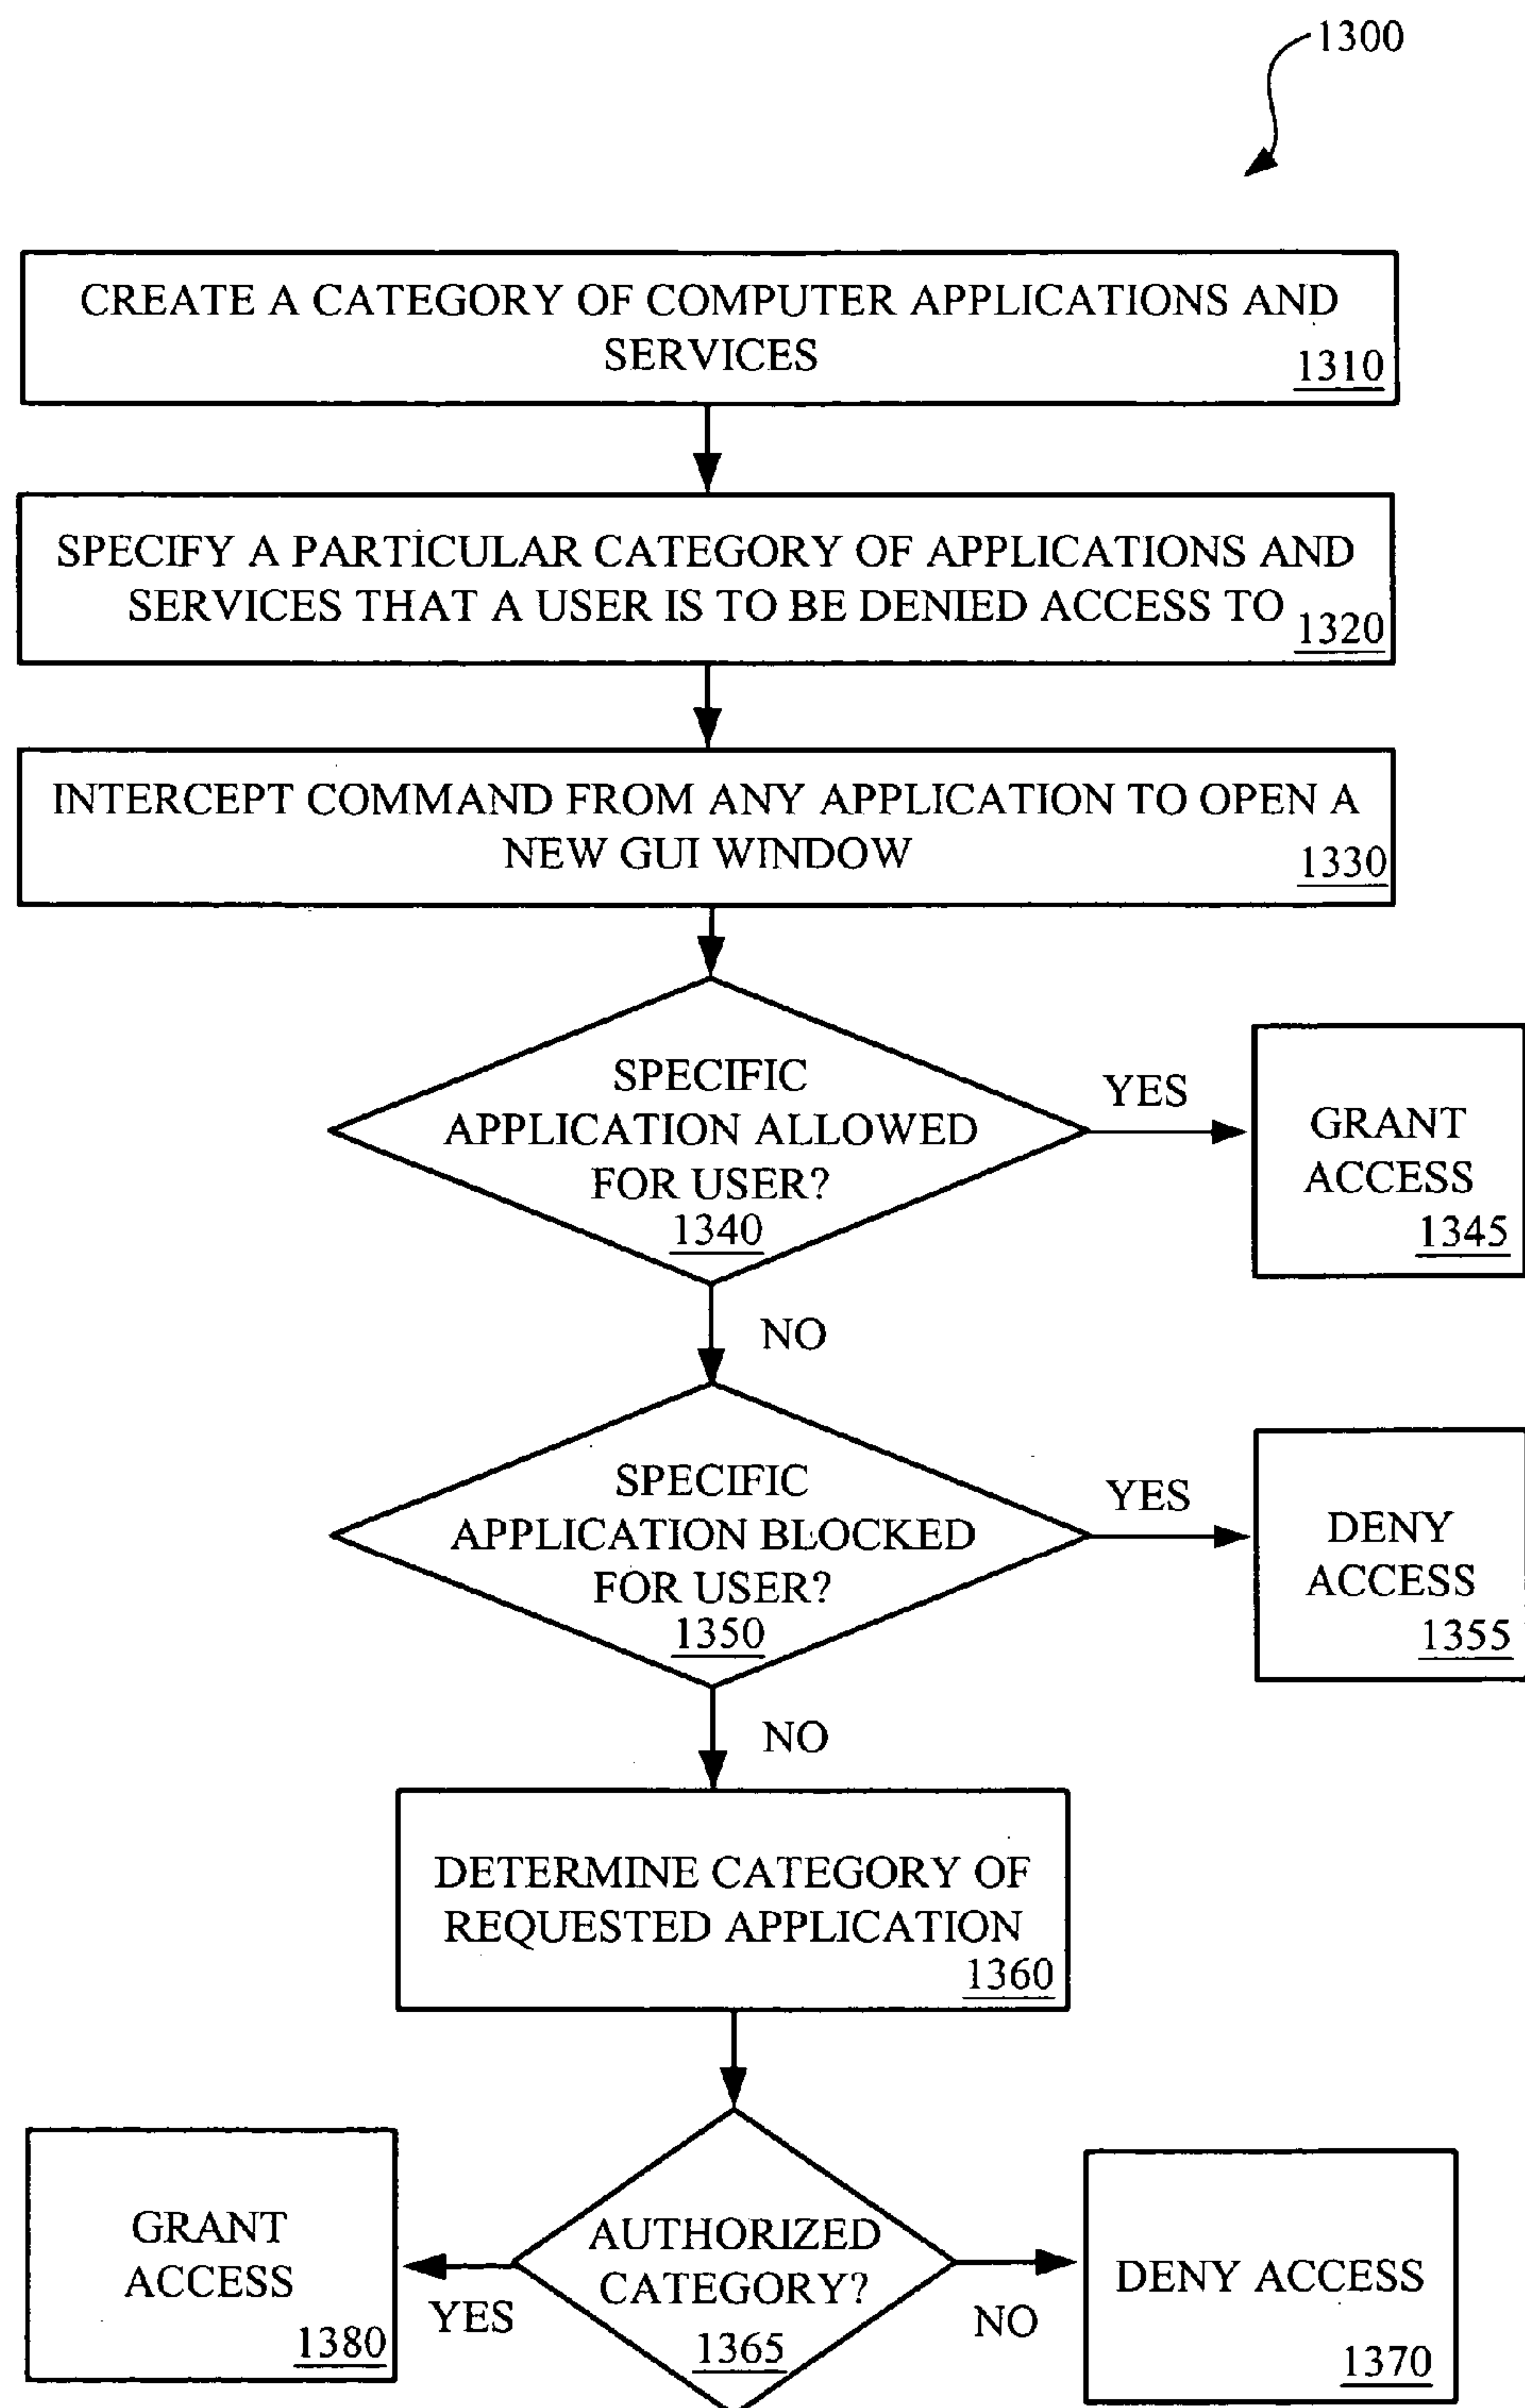 1300
CREATE A CATEGORY OF COMPUTER APPLICATIONS AND
SERVICES
1310
SPECIFY A PARTICULAR CATEGORY OF APPLICATIONS AND
SERVICES THAT A USER IS TO BE DENIED ACCESS TO
1320
INTERCEPT COMMAND FROM ANY APPLICATION TO OPEN A
NEW GUI WINDOW
1330
SPECIFIC
APPLICATION ALLOWED
FOR USER?
1340
YES
GRANT
ACCESS
1345
NO
SPECIFIC
APPLICATION BLOCKED
FOR USER?
1350
YES
DENY
ACCESS
1355
NO
DETERMINE CATEGORY OF
REQUESTED APPLICATION
1360
GRANT
ACCESS
1380
YES
AUTHORIZED
CATEGORY?
1365
NO
DENY ACCESS
1370